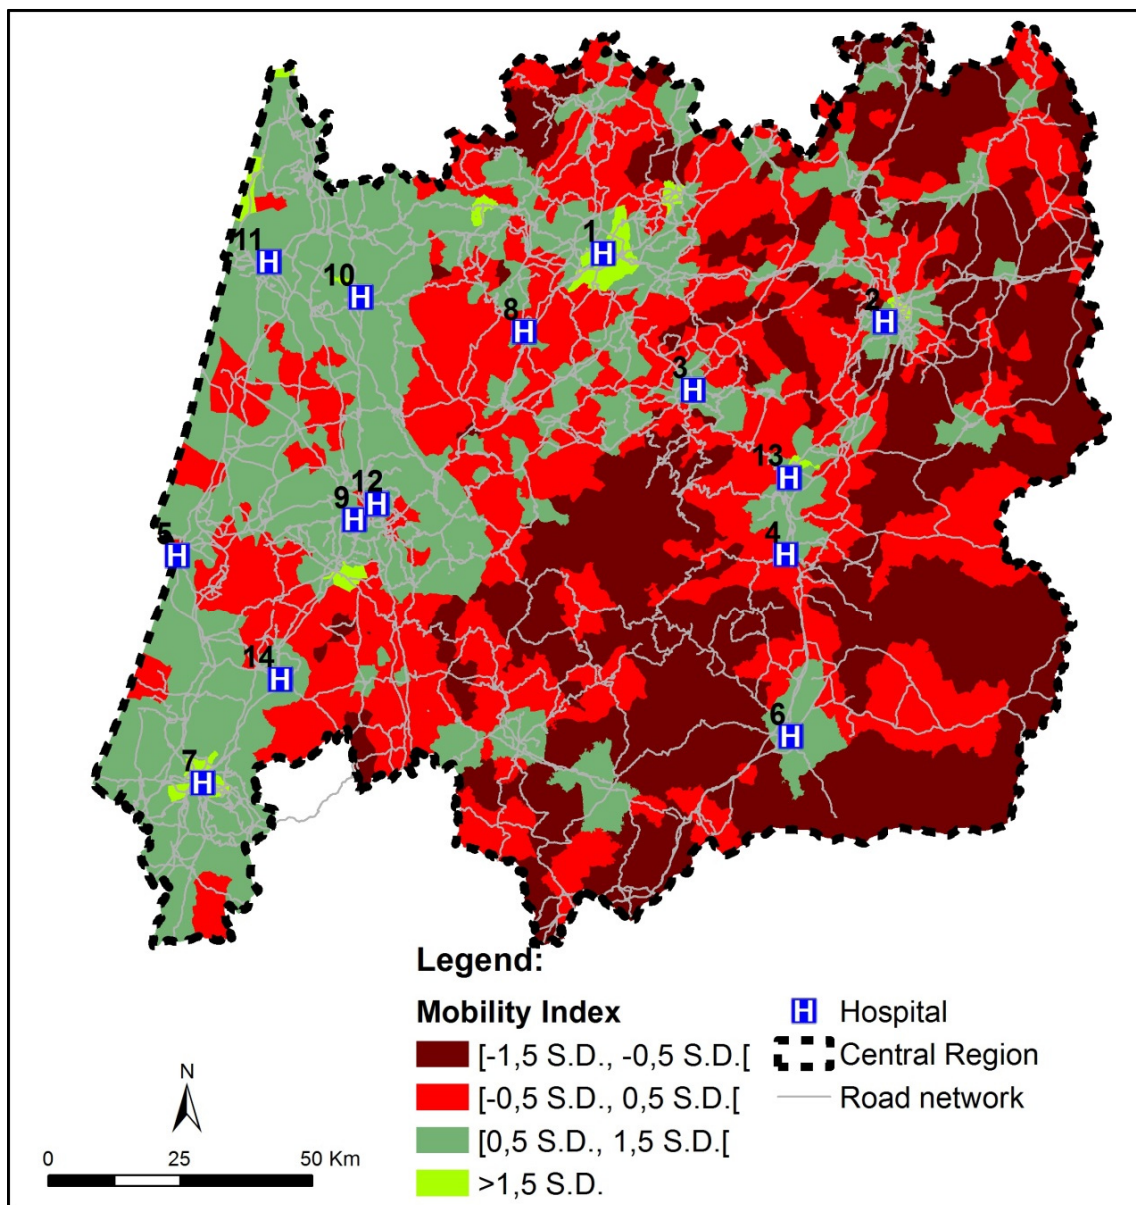 1
2
11
10
8
3
13
12
9
5
4
14
6
7
H
H
H
H
H
H
H
H
H
H
H
H
H
H
Legend:
Mobility Index
[-1,5 S.D., -0,5 S.D.[
[-0,5 S.D., 0,5 S.D.[
[0,5 S.D., 1,5 S.D.[
>1,5 S.D.
H Hospital
Central Region
Road network
N
0 25 50 Km